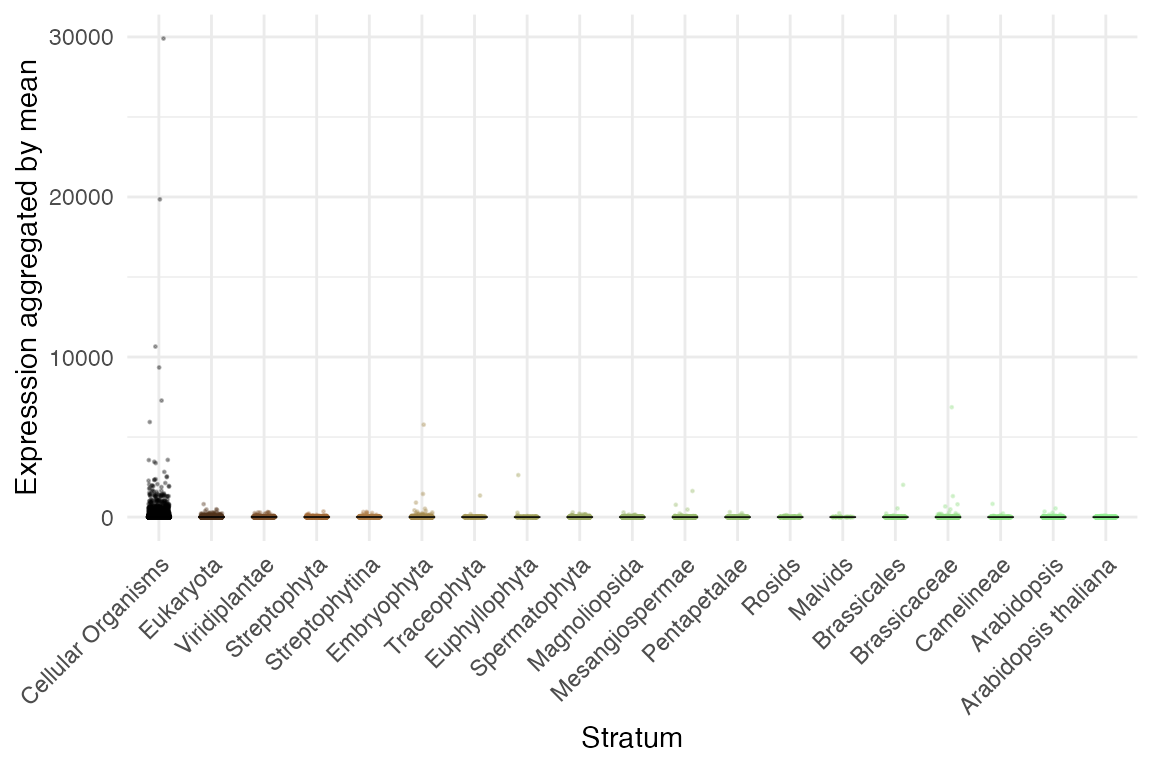 Expresssion aggregated by mean
30000
20000
10000
0
Cellular Organisms
Eukaryota
Viridiplantae
Streptophyta
Streptophytina
Embryophyta
Traceophyta
Euphyllophyta
Spermatophyta
Magnoliopsida
Mesangiospermae
Pentapetalae
Rosids
Malvids
Brassicales
Brassicaceae
Camelineae
Arabidopsis
Arabidopsis thaliana
Stratum